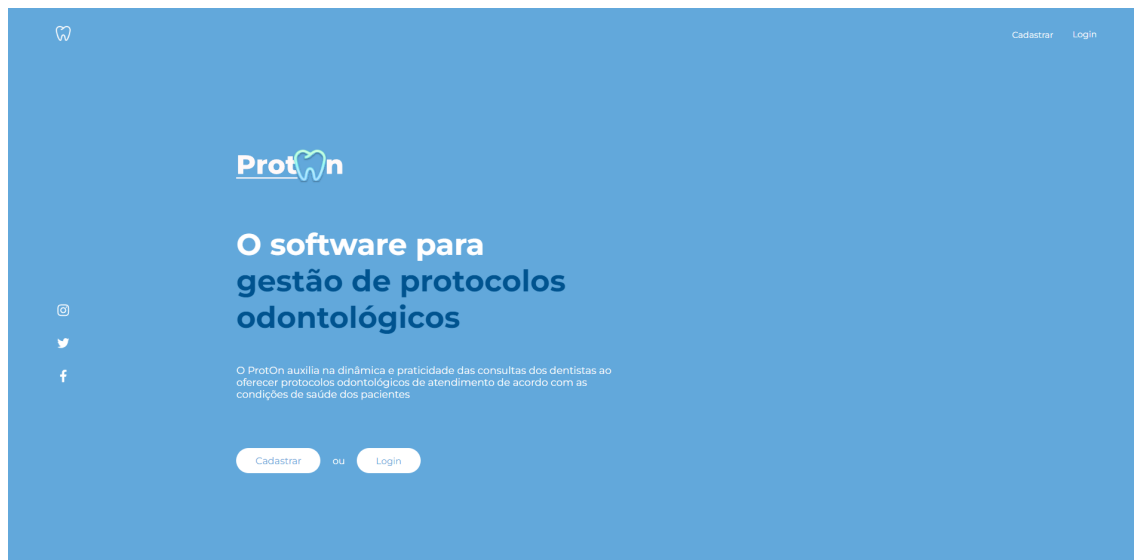 Cadastrar Login
ProtOn
O software para
gestão de protocolos
odontológicos
O ProtOn auxilia na dinâmica e praticidade das consultas dos dentistas ao
oferecer protocolos odontológicos de atendimento de acordo com as
condições de saúde dos pacientes
Cadastrar ou Login